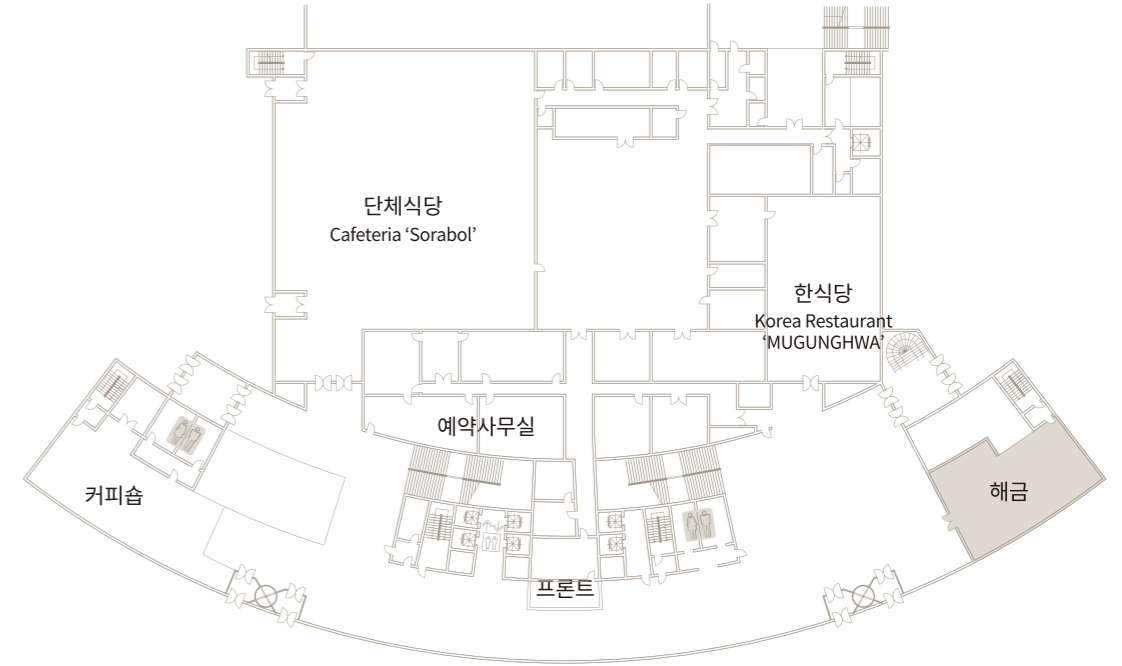 단체식당
Cafeteria ‘Sorabol’
한식당
Korea Restaurant
‘MUGUNGHWA’
예약사무실
커피숍
해금
프론트